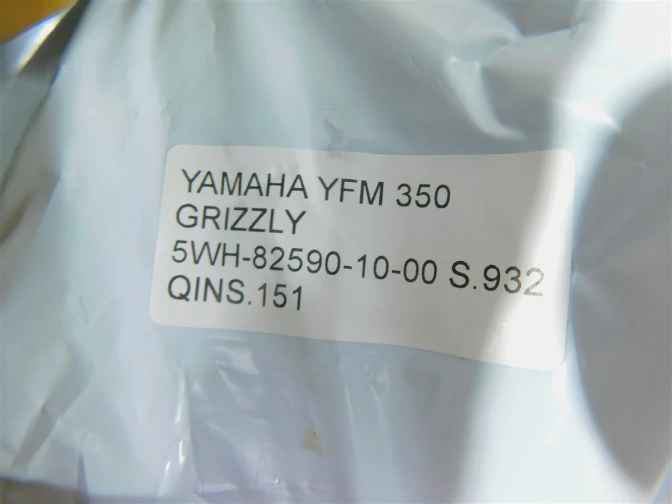 YAMAHA YFM 350
GRIZZLY
5WH-82590-10-00 S.932
QINS.151